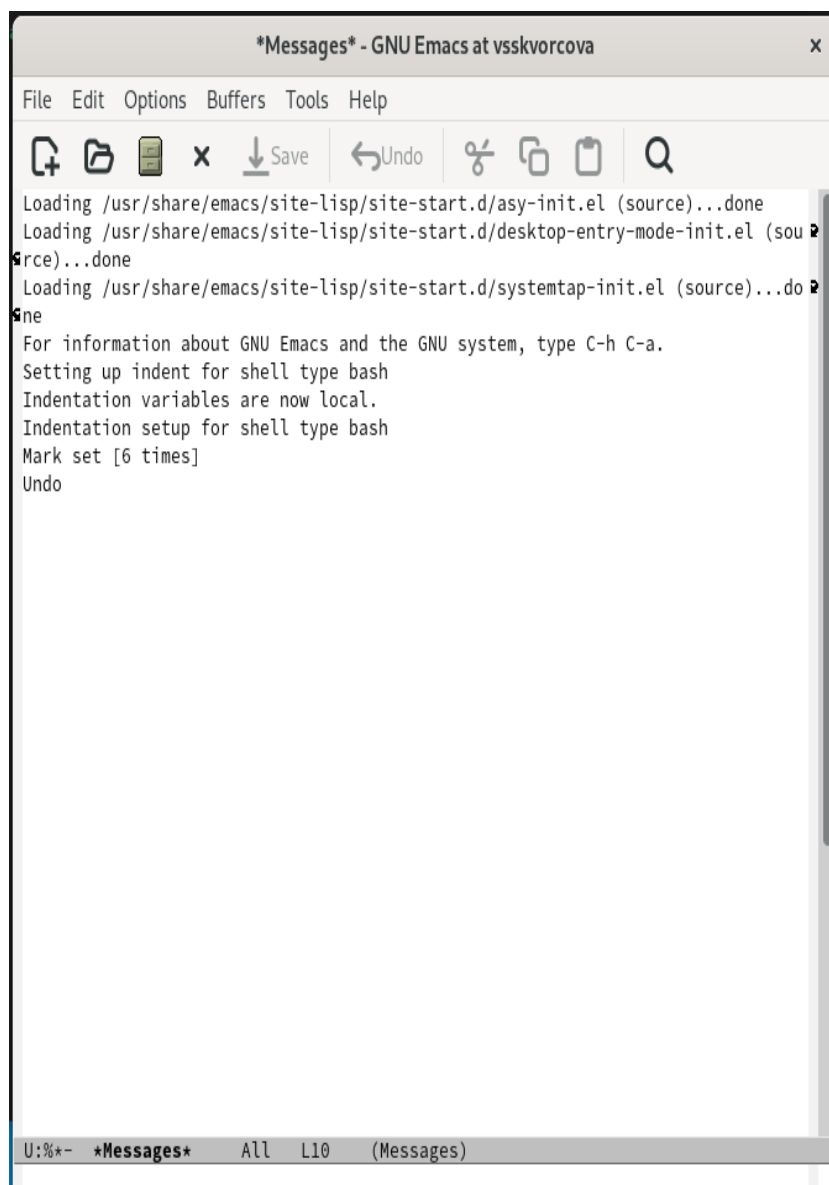 *Messages* - GNU Emacs at vsskvorcova
File Edit Options Buffers Tools Help
Save Undo
Loading /usr/share/emacs/site-lisp/site-start.d/asy-init.el (source)...done
Loading /usr/share/emacs/site-lisp/site-start.d/desktop-entry-mode-init.el (sou
rce)...done
Loading /usr/share/emacs/site-lisp/site-start.d/systemtap-init.el (source)...do
ne
For information about GNU Emacs and the GNU system, type C-h C-a.
Setting up indent for shell type bash
Indentation variables are now local.
Indentation setup for shell type bash
Mark set [6 times]
Undo
U:%*- *Messages* All L10 (Messages)